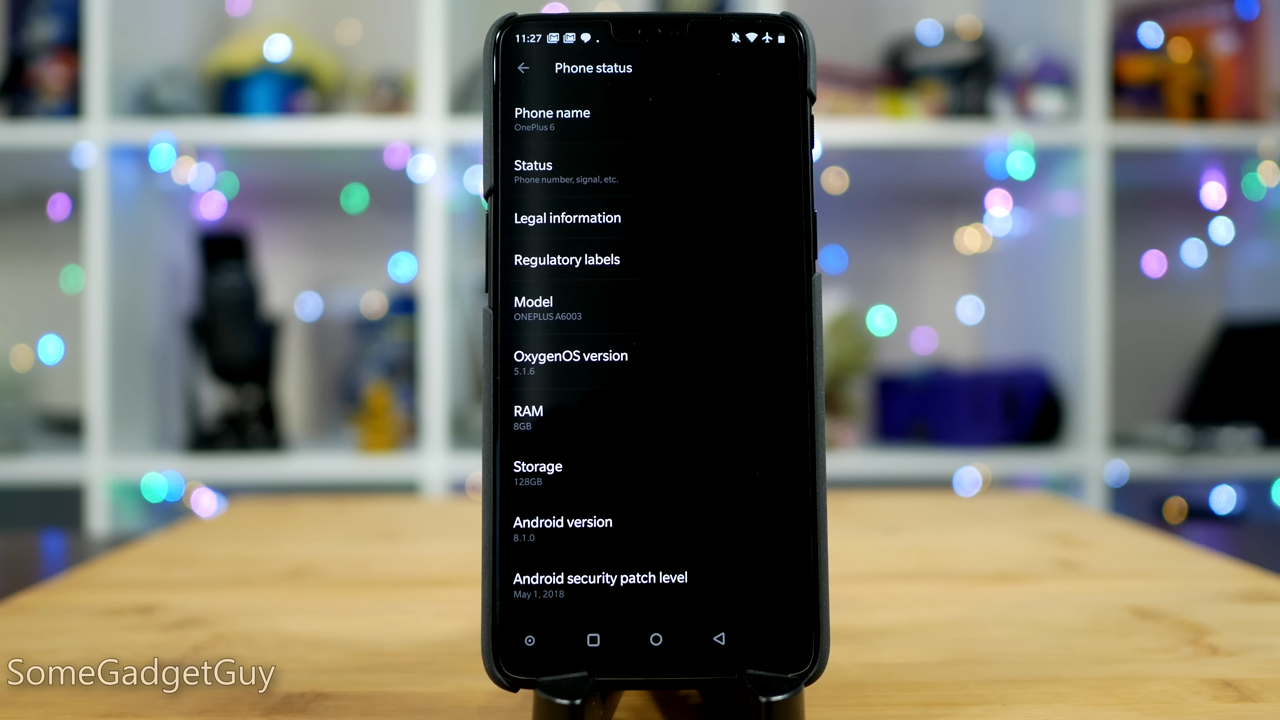 11:27
Phone status
Phone name
OnePlus 6
Status
Phone number, signal, etc.
Legal information
Regulatory labels
Model
ONEPLUS A6003
OxygenOS version
5.1.6
RAM
8GB
Storage
128GB
Android version
8.1.0
Android security patch level
May 1, 2018
SomeGadgetGuy